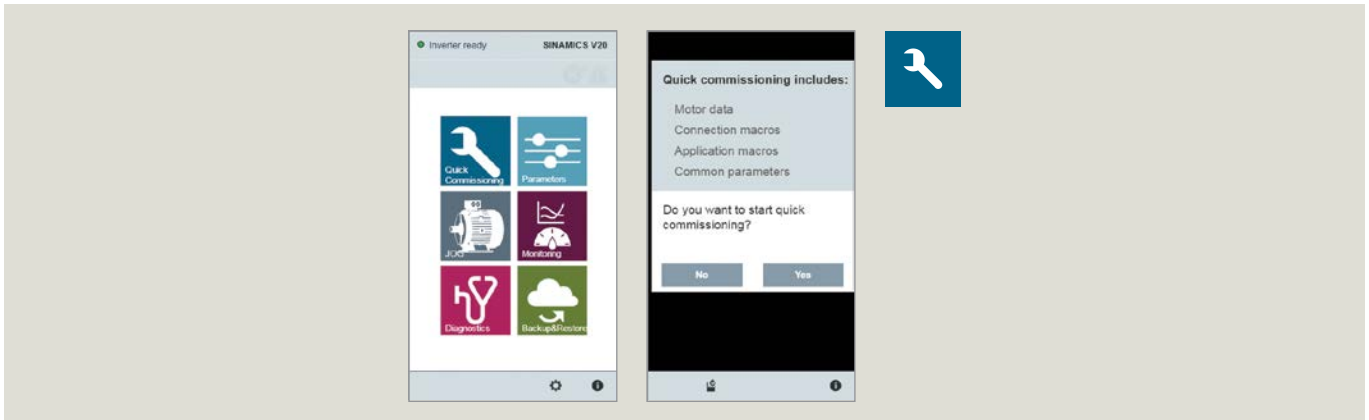 Inverter ready SINAMICS V20
Quick
Commissioning
Parameters
JOG
Monitoring
Diagnostics
Backup&Restore
Quick commissioning includes:
Motor data
Connection macros
Application macros
Common parameters
Do you want to start quick
commissioning?
No Yes